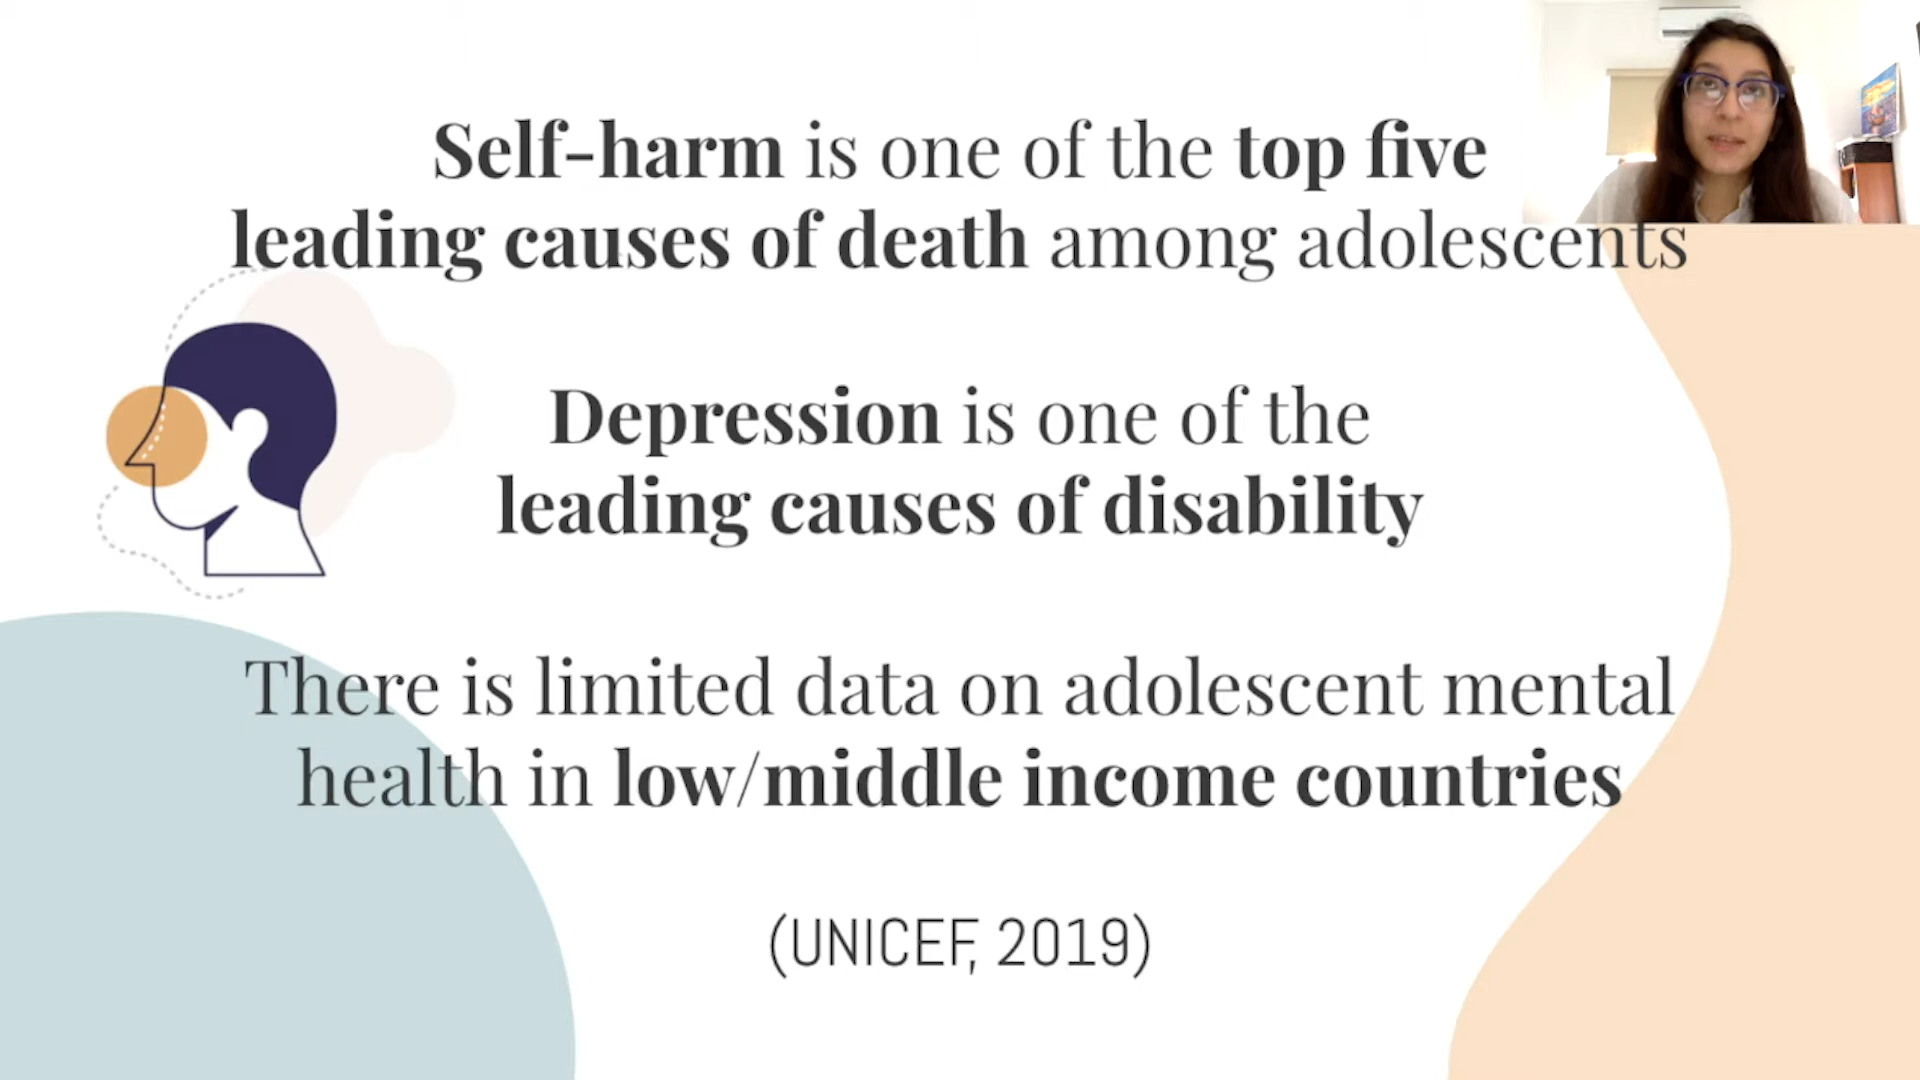 Self-harm is one of the top five
leading causes of death among adolescents
Depression is one of the
leading causes of disability
There is limited data on adolescent mental
health in low/middle income countries
(UNICEF, 2019)